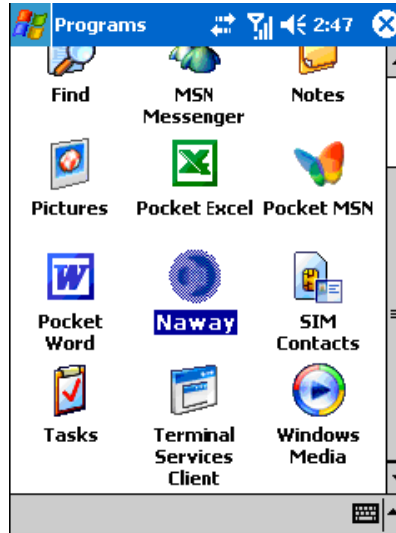 Programs 2:47
Find MSN Messenger Notes
Pictures Pocket Excel Pocket MSN
Pocket Word Naway SIM Contacts
Tasks Terminal Services Client Windows Media